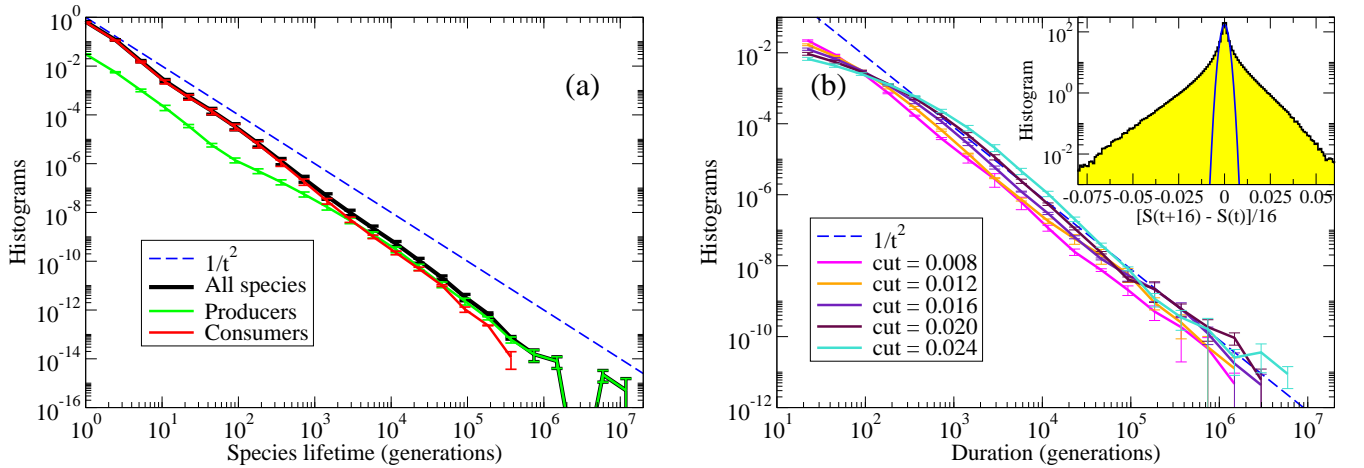 10^0
10^-2
10^-4
10^-6
10^-8
10^-10
10^-12
10^-14
10^-16
Histograms
(a)
1/t^2
All species
Producers
Consumers
10^0 10^1 10^2 10^3 10^4 10^5 10^6 10^7
Species lifetime (generations)
10^-2
10^-4
10^-6
10^-8
10^-10
10^-12
Histograms
(b)
1/t^2
cut = 0.008
cut = 0.012
cut = 0.016
cut = 0.020
cut = 0.024
10^1 10^2 10^3 10^4 10^5 10^6 10^7
Duration (generations)
10^2
10^0
10^-2
Histogram
-0.075 -0.05 -0.025 0 0.025 0.05
[S(t+16) - S(t)]/16